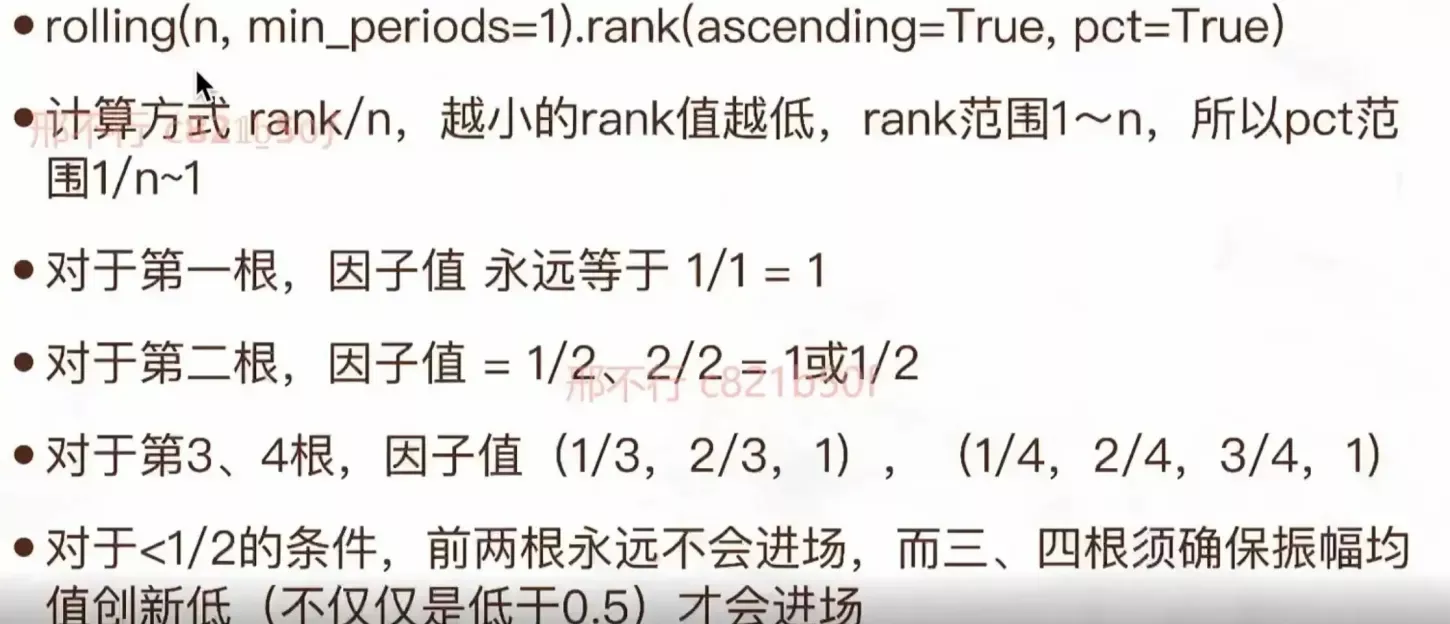 • rolling(n, min_periods=1).rank(ascending=True, pct=True)
• 计算方式 rank/n，越小的rank值越低，rank范围1～n，所以pct范
围1/n~1
• 对于第一根，因子值 永远等于 1/1 = 1
• 对于第二根，因子值 = 1/2、2/2 = 1或1/2
邢不行 c821b50f
• 对于第3、4根，因子值（1/3，2/3，1），（1/4，2/4，3/4，1）
• 对于<1/2的条件，前两根永远不会进场，而三、四根须确保振幅均
值创新低（不仅仅是低于0.5）才会进场